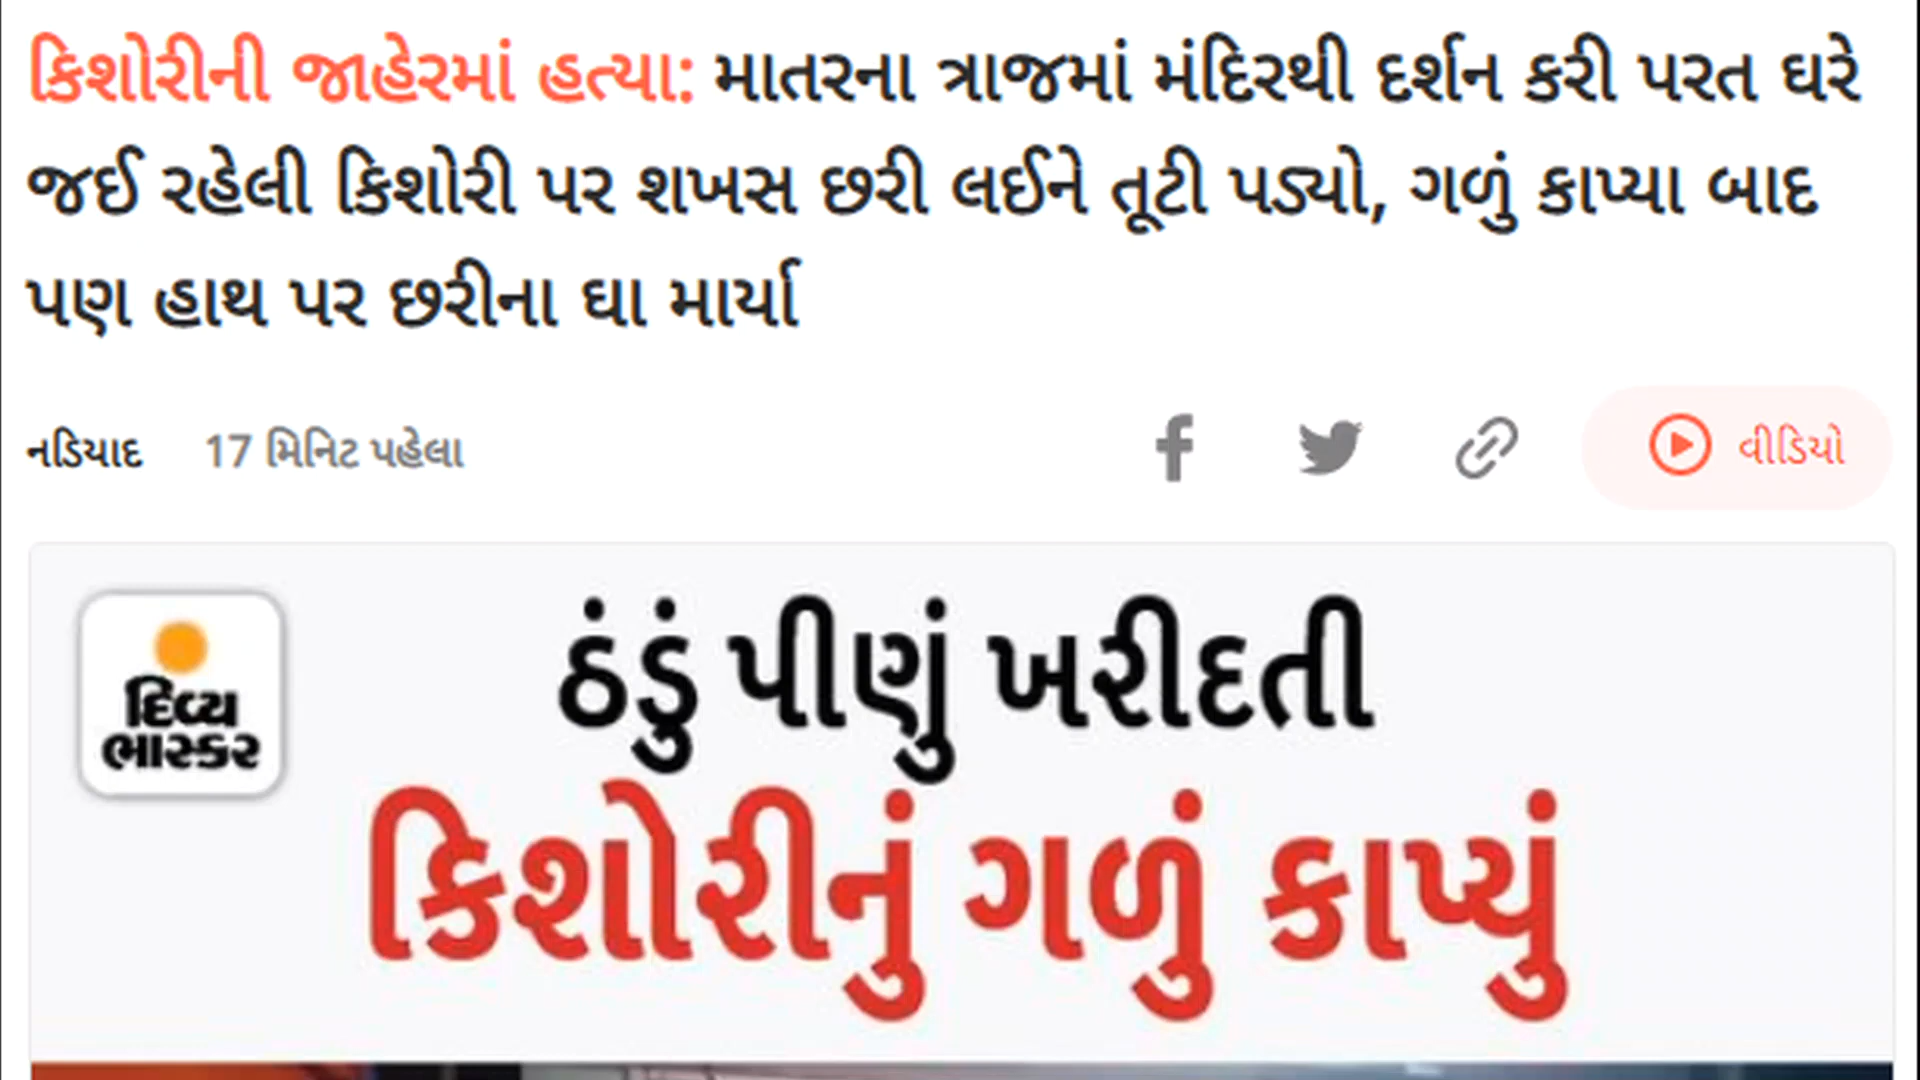 કિશોરીની જાહેરમાં હત્યા: માતરના ત્રાજમાં મંદિરથી દર્શન કરી પરત ઘરે
જઈ રહેલી કિશોરી પર શખસ છરી લઈને તૂટી પડ્યો, ગળું કાપ્યા બાદ
પણ હાથ પર છરીના ઘા માર્યા
નડિયાદ 17 મિનિટ પહેલા
વીડિયો
દિવ્ય
ભાસ્કર
ઠંડું પીણું ખરીદતી
કિશોરીનું ગળું કાપ્યું